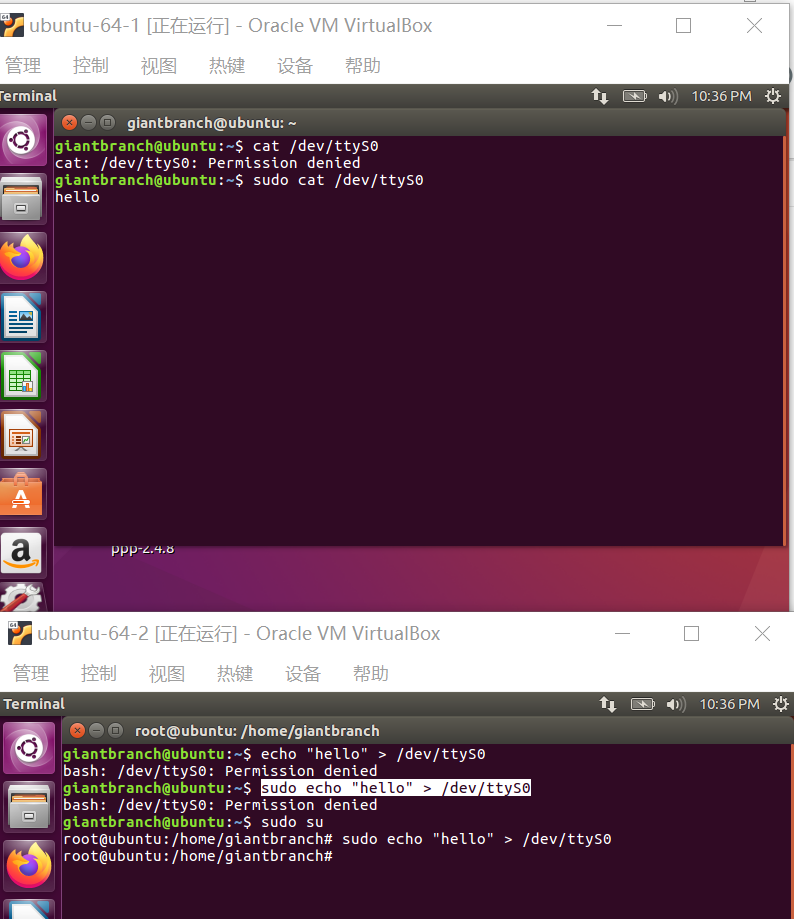 ubuntu-64-1 [正在运行] - Oracle VM VirtualBox
管理 控制 视图 热键 设备 帮助
Terminal 10:36 PM
giantbranch@ubuntu: ~
giantbranch@ubuntu:~$ cat /dev/ttyS0
cat: /dev/ttyS0: Permission denied
giantbranch@ubuntu:~$ sudo cat /dev/ttyS0
hello
ppp-2.4.8
ubuntu-64-2 [正在运行] - Oracle VM VirtualBox
管理 控制 视图 热键 设备 帮助
Terminal 10:36 PM
root@ubuntu: /home/giantbranch
giantbranch@ubuntu:~$ echo "hello" > /dev/ttyS0
bash: /dev/ttyS0: Permission denied
giantbranch@ubuntu:~$ sudo echo "hello" > /dev/ttyS0
bash: /dev/ttyS0: Permission denied
giantbranch@ubuntu:~$ sudo su
root@ubuntu:/home/giantbranch# sudo echo "hello" > /dev/ttyS0
root@ubuntu:/home/giantbranch#